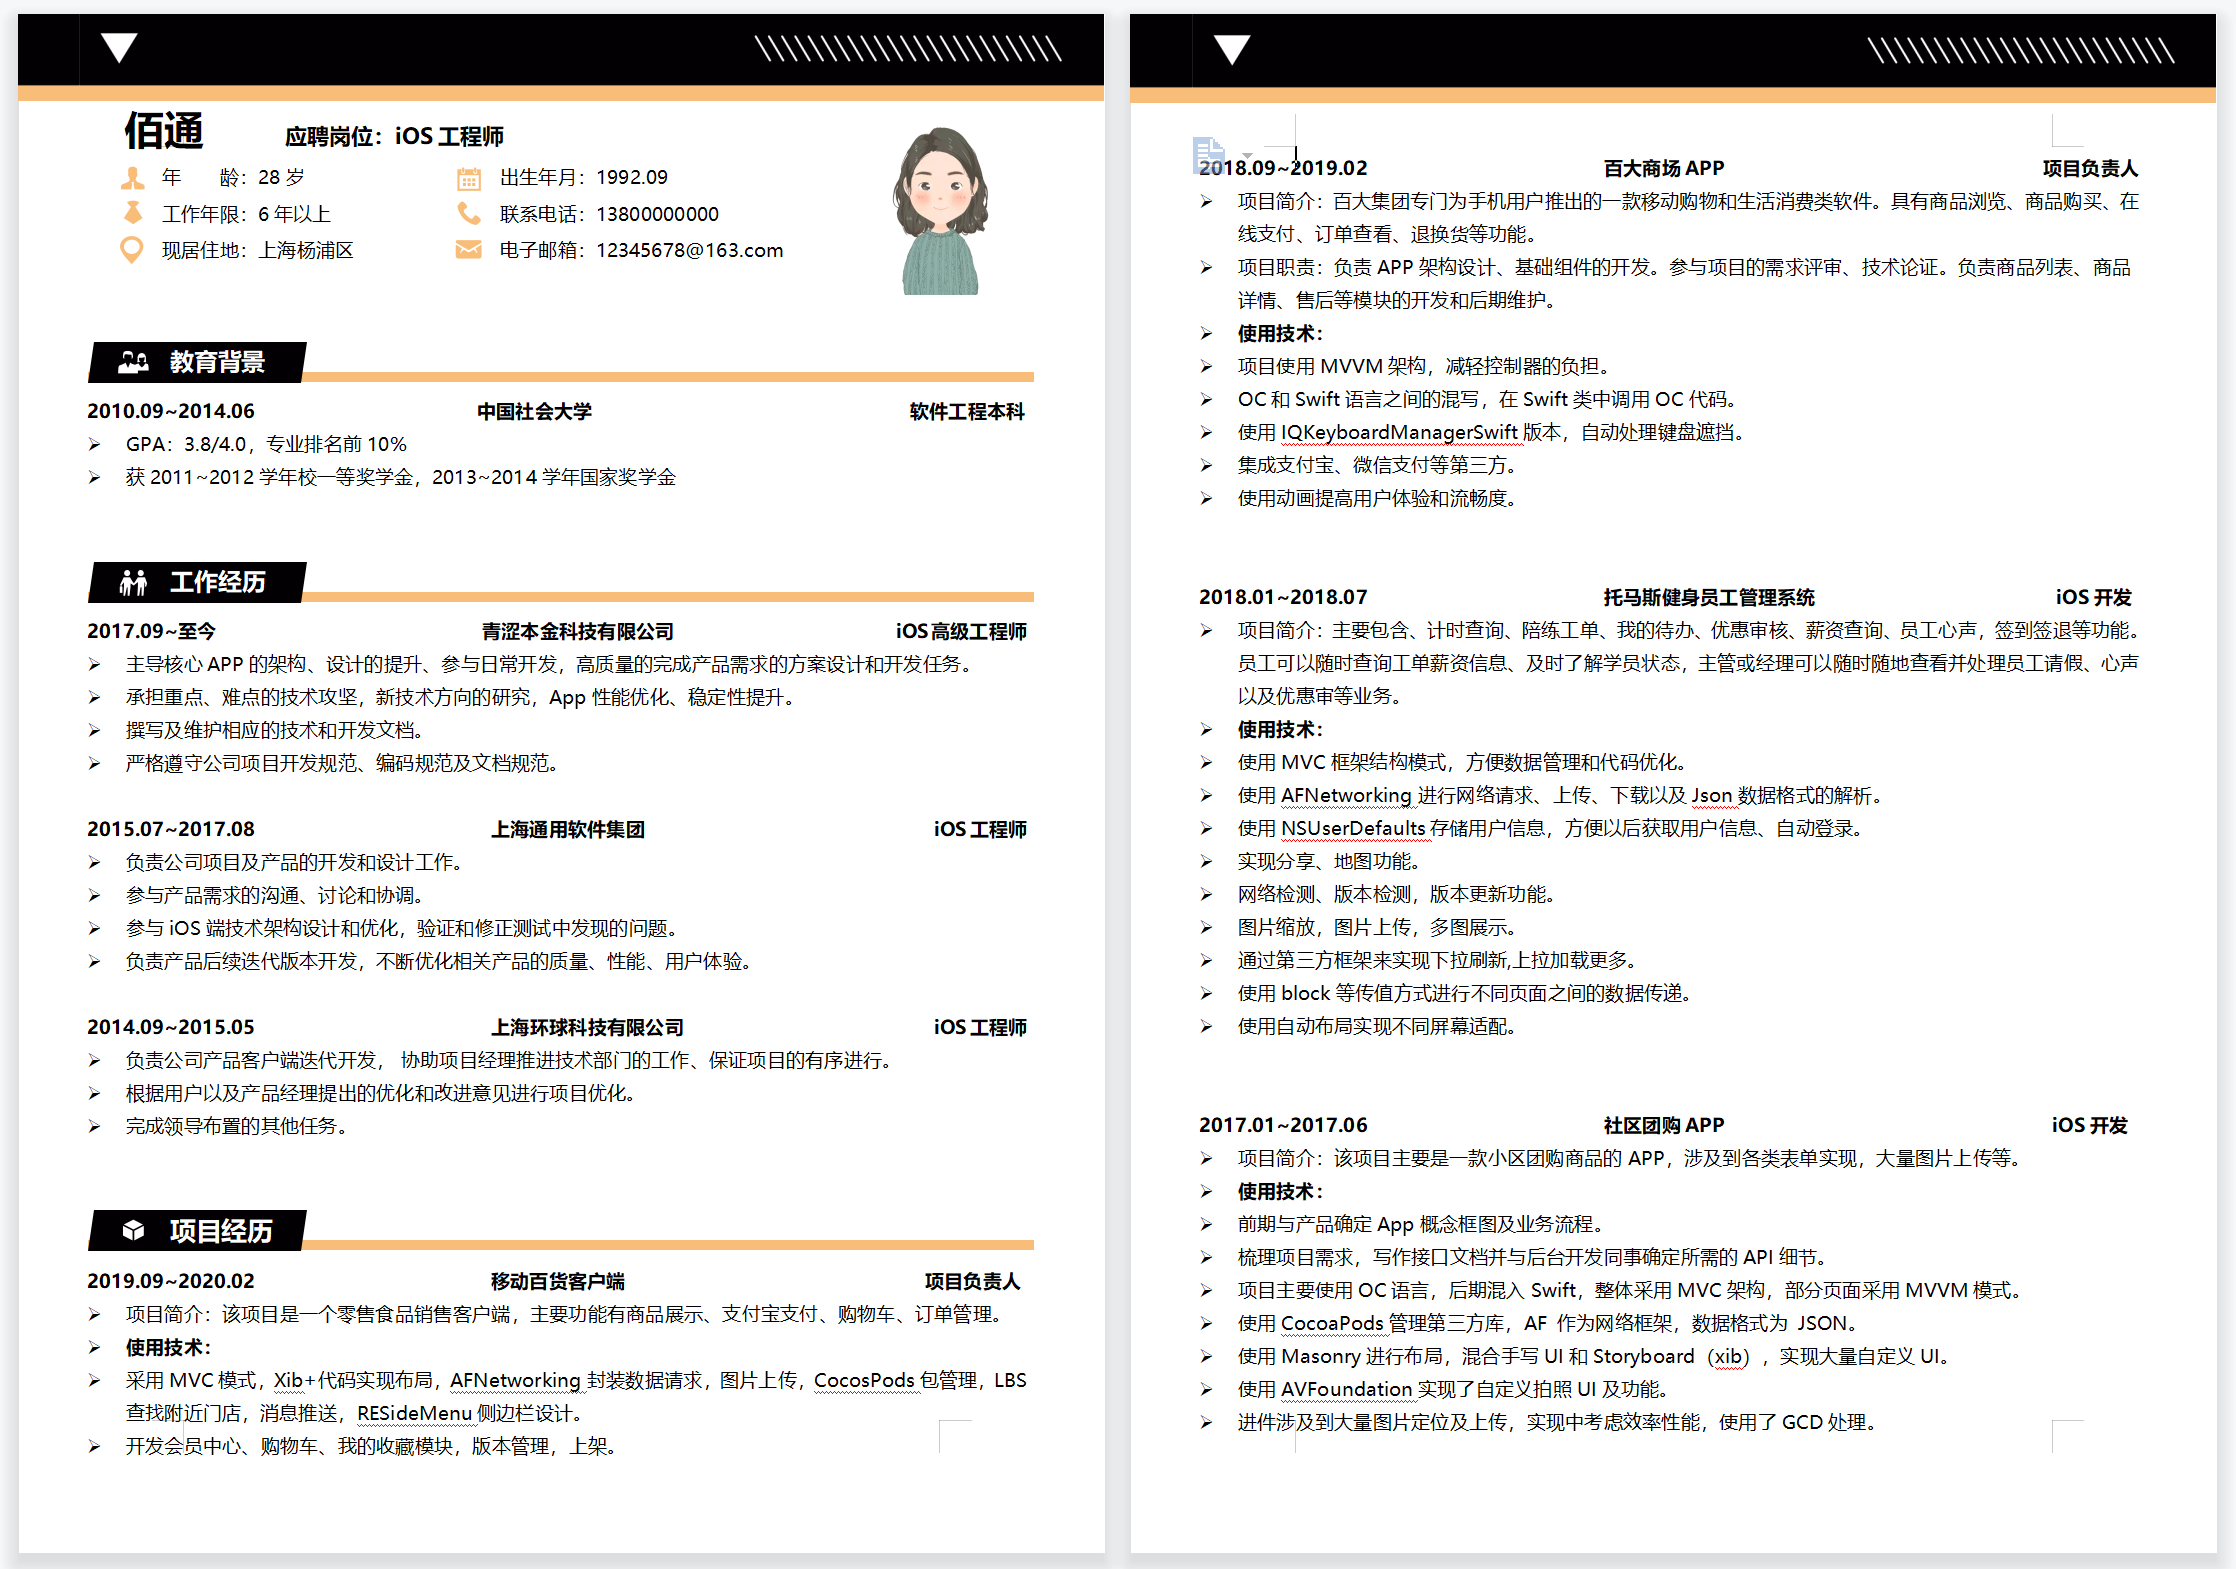 佰通
应聘岗位：iOS 工程师
年　　龄：28 岁
出生年月：1992.09
工作年限：6 年以上
联系电话：13800000000
现居住地：上海杨浦区
电子邮箱：12345678@163.com
教育背景
2010.09~2014.06 中国社会大学 软件工程本科
➢ GPA：3.8/4.0，专业排名前 10%
➢ 获 2011~2012 学年校一等奖学金，2013~2014 学年国家奖学金
工作经历
2017.09~至今 青涩本金科技有限公司 iOS 高级工程师
➢ 主导核心 APP 的架构、设计的提升、参与日常开发，高质量的完成产品需求的方案设计和开发任务。
➢ 承担重点、难点的技术攻坚，新技术方向的研究，App 性能优化、稳定性提升。
➢ 撰写及维护相应的技术和开发文档。
➢ 严格遵守公司项目开发规范、编码规范及文档规范。
2015.07~2017.08 上海通用软件集团 iOS 工程师
➢ 负责公司项目及产品的开发和设计工作。
➢ 参与产品需求的沟通、讨论和协调。
➢ 参与 iOS 端技术架构设计和优化，验证和修正测试中发现的问题。
➢ 负责产品后续迭代版本开发，不断优化相关产品的质量、性能、用户体验。
2014.09~2015.05 上海环球科技有限公司 iOS 工程师
➢ 负责公司产品客户端迭代开发， 协助项目经理推进技术部门的工作、保证项目的有序进行。
➢ 根据用户以及产品经理提出的优化和改进意见进行项目优化。
➢ 完成领导布置的其他任务。
项目经历
2019.09~2020.02 移动百货客户端 项目负责人
➢ 项目简介：该项目是一个零售食品销售客户端，主要功能有商品展示、支付宝支付、购物车、订单管理。
➢ 使用技术：
➢ 采用 MVC 模式，Xib+代码实现布局，AFNetworking 封装数据请求，图片上传，CocosPods 包管理，LBS
查找附近门店，消息推送，RESideMenu 侧边栏设计。
➢ 开发会员中心、购物车、我的收藏模块，版本管理，上架。
2018.09~2019.02 百大商场 APP 项目负责人
➢ 项目简介：百大集团专门为手机用户推出的一款移动购物和生活消费类软件。具有商品浏览、商品购买、在
线支付、订单查看、退换货等功能。
➢ 项目职责：负责 APP 架构设计、基础组件的开发。参与项目的需求评审、技术论证。负责商品列表、商品
详情、售后等模块的开发和后期维护。
➢ 使用技术：
➢ 项目使用 MVVM 架构，减轻控制器的负担。
➢ OC 和 Swift 语言之间的混写，在 Swift 类中调用 OC 代码。
➢ 使用 IQKeyboardManagerSwift 版本，自动处理键盘遮挡。
➢ 集成支付宝、微信支付等第三方。
➢ 使用动画提高用户体验和流畅度。
2018.01~2018.07 托马斯健身员工管理系统 iOS 开发
➢ 项目简介：主要包含、计时查询、陪练工单、我的待办、优惠审核、薪资查询、员工心声，签到签退等功能。
员工可以随时查询工单薪资信息、及时了解学员状态，主管或经理可以随时随地查看并处理员工请假、心声
以及优惠审等业务。
➢ 使用技术：
➢ 使用 MVC 框架结构模式，方便数据管理和代码优化。
➢ 使用 AFNetworking 进行网络请求、上传、下载以及 Json 数据格式的解析。
➢ 使用 NSUserDefaults 存储用户信息，方便以后获取用户信息、自动登录。
➢ 实现分享、地图功能。
➢ 网络检测、版本检测，版本更新功能。
➢ 图片缩放，图片上传，多图展示。
➢ 通过第三方框架来实现下拉刷新,上拉加载更多。
➢ 使用 block 等传值方式进行不同页面之间的数据传递。
➢ 使用自动布局实现不同屏幕适配。
2017.01~2017.06 社区团购 APP iOS 开发
➢ 项目简介：该项目主要是一款小区团购商品的 APP，涉及到各类表单实现，大量图片上传等。
➢ 使用技术：
➢ 前期与产品确定 App 概念框图及业务流程。
➢ 梳理项目需求，写作接口文档并与后台开发同事确定所需的 API 细节。
➢ 项目主要使用 OC 语言，后期混入 Swift，整体采用 MVC 架构，部分页面采用 MVVM 模式。
➢ 使用 CocoaPods 管理第三方库，AF 作为网络框架，数据格式为 JSON。
➢ 使用 Masonry 进行布局，混合手写 UI 和 Storyboard（xib），实现大量自定义 UI。
➢ 使用 AVFoundation 实现了自定义拍照 UI 及功能。
➢ 进件涉及到大量图片定位及上传，实现中考虑效率性能，使用了 GCD 处理。